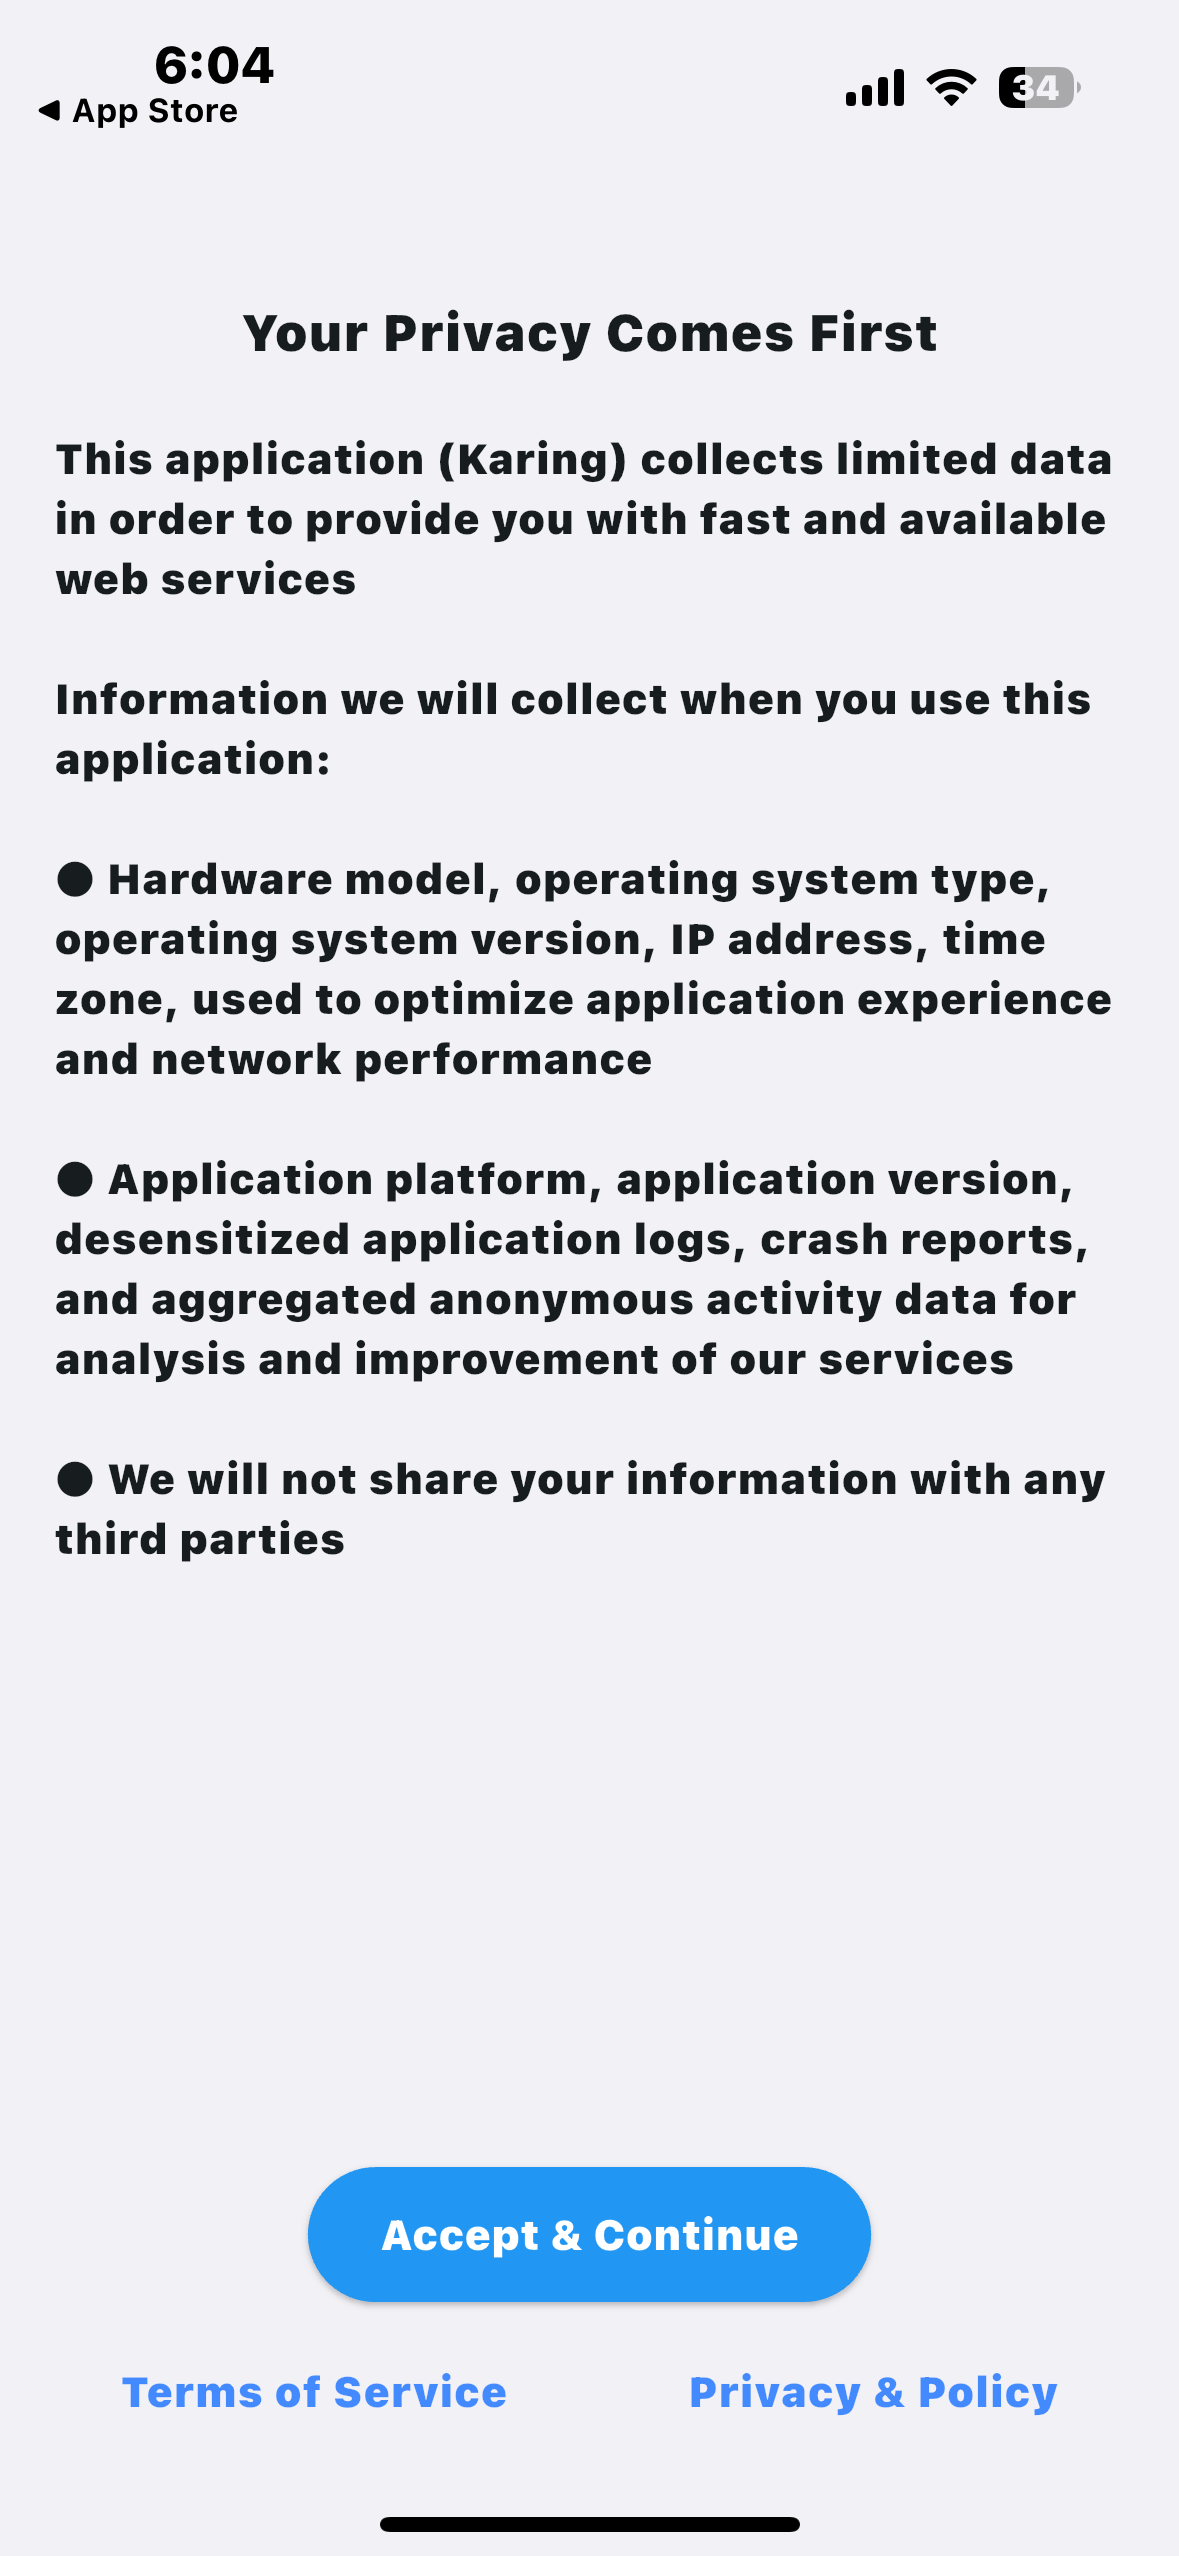 6:04
◀ App Store
34
Your Privacy Comes First
This application (Karing) collects limited data
in order to provide you with fast and available
web services
Information we will collect when you use this
application:
● Hardware model, operating system type,
operating system version, IP address, time
zone, used to optimize application experience
and network performance
● Application platform, application version,
desensitized application logs, crash reports,
and aggregated anonymous activity data for
analysis and improvement of our services
● We will not share your information with any
third parties
Accept & Continue
Terms of Service
Privacy & Policy